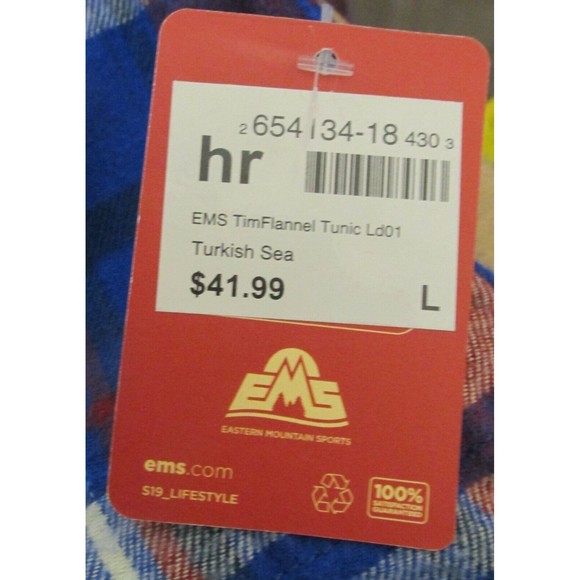 2 654134-18 430 3
hr
EMS TimFlannel Tunic Ld01
Turkish Sea
$41.99
L
EMS
EASTERN MOUNTAIN SPORTS
ems.com
S19_LIFESTYLE
100%
SATISFACTION
GUARANTEED